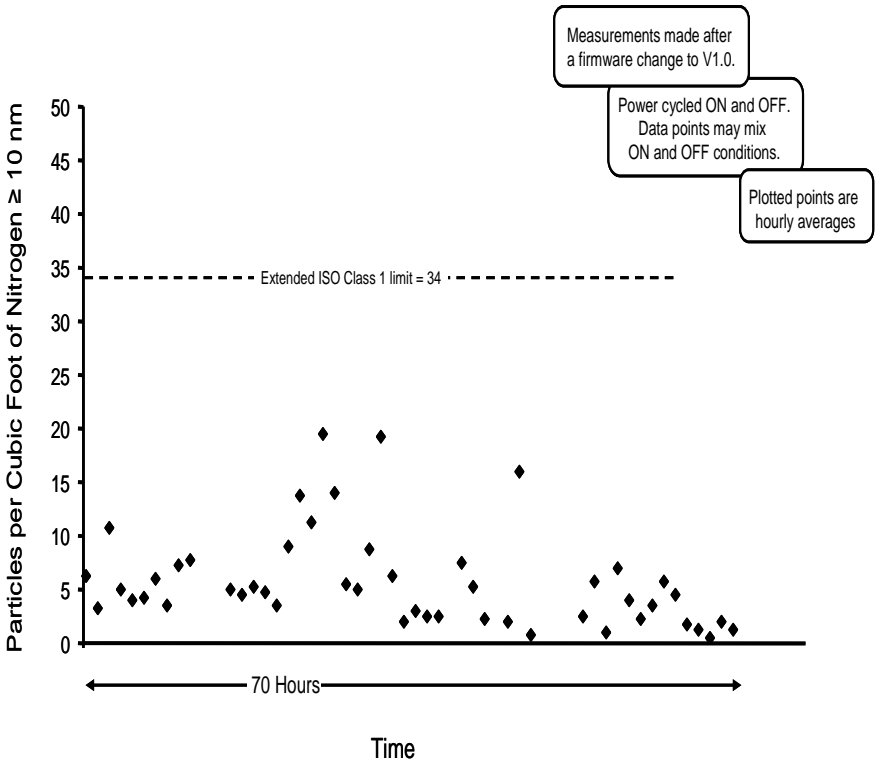 Measurements made after
a firmware change to V1.0.
Power cycled ON and OFF.
Data points may mix
ON and OFF conditions.
Plotted points are
hourly averages
Particles per Cubic Foot of Nitrogen ≥ 10 nm
50
45
40
35
30
25
20
15
10
5
0
Extended ISO Class 1 limit = 34
70 Hours
Time